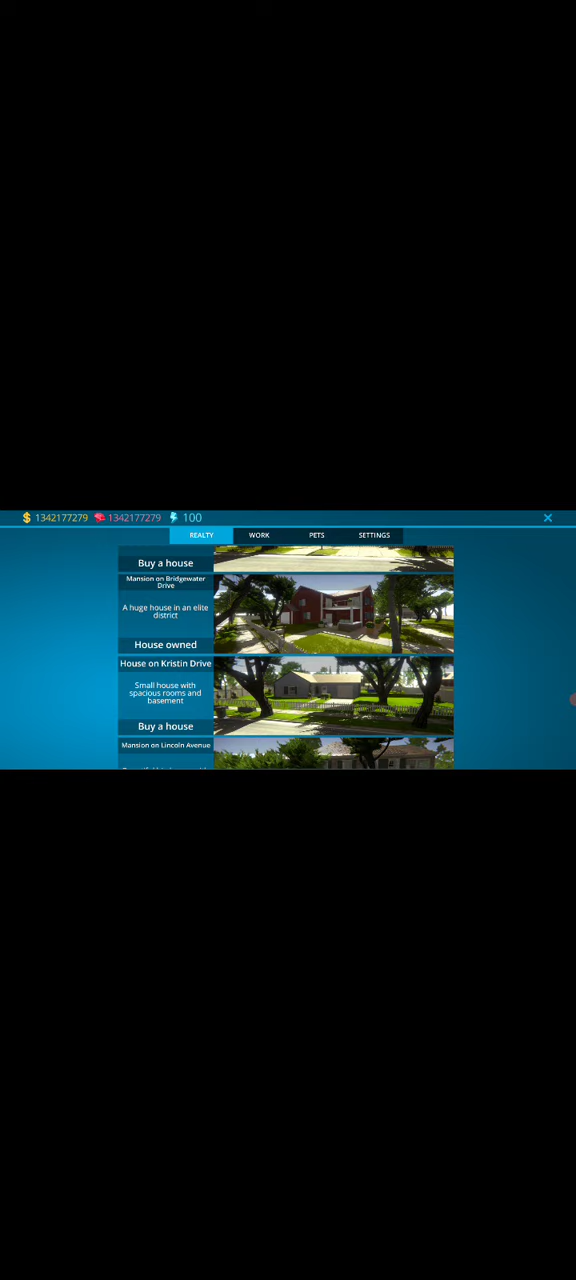 1342177279 1342177279 100
REALTY WORK PETS SETTINGS
Buy a house
Mansion on Bridgewater
Drive
A huge house in an elite
district
House owned
House on Kristin Drive
Small house with
spacious rooms and
basement
Buy a house
Mansion on Lincoln Avenue